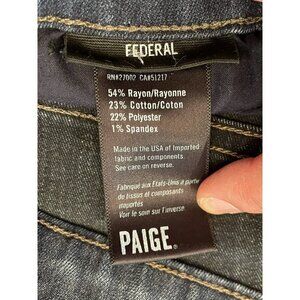 FEDERAL
RN#27002 CA#51217
54% Rayon/Rayonne
23% Cotton/Coton
22% Polyester
1% Spandex
Made in the USA of Imported
fabric and components.
See care on reverse.
Fabriqué aux États-Unis à partir
de tissus et composants
importés
Voir le soin sur l'inverse
PAIGE®